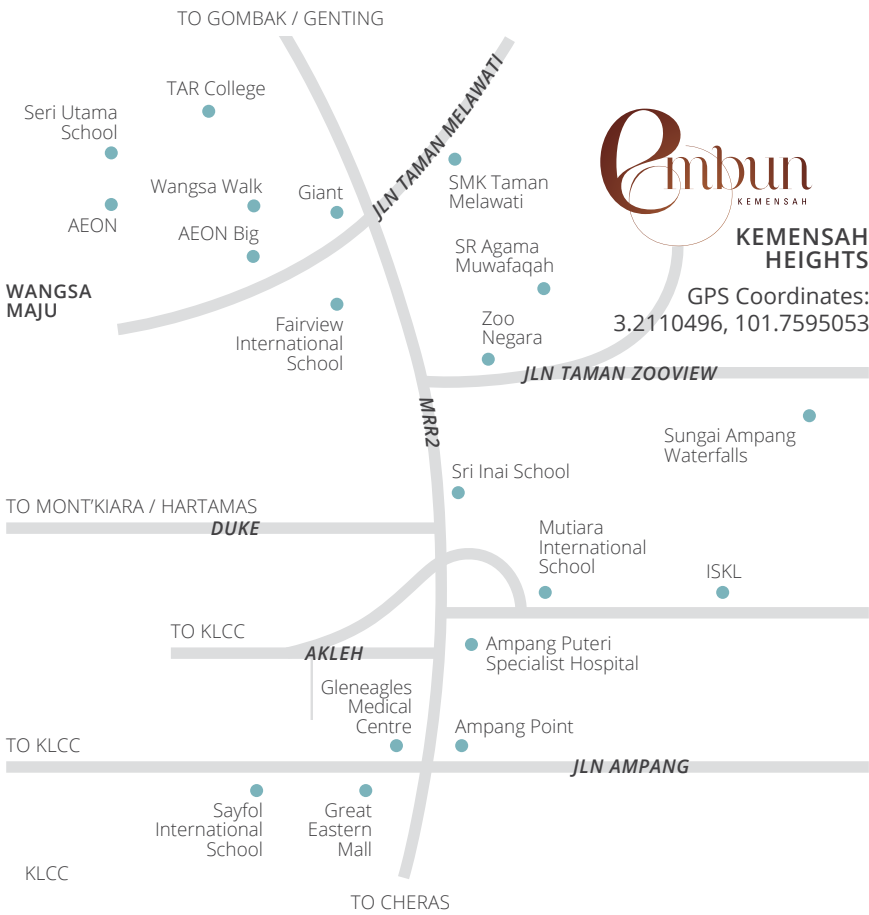 TO GOMBAK / GENTING
TAR College
Seri Utama
School
JLN TAMAN MELAWATI
embun
KEMENSAH
Wangsa Walk
Giant
SMK Taman
Melawati
AEON
AEON Big
KEMENSAH
HEIGHTS
SR Agama
Muwafaqah
GPS Coordinates:
3.2110496, 101.7595053
WANGSA
MAJU
Zoo
Negara
Fairview
International
School
JLN TAMAN ZOOVIEW
MRR2
Sungai Ampang
Waterfalls
Sri Inai School
TO MONT'KIARA / HARTAMAS
DUKE
Mutiara
International
School
ISKL
TO KLCC
AKLEH
Ampang Puteri
Specialist Hospital
Gleneagles
Medical
Centre
Ampang Point
TO KLCC
JLN AMPANG
Sayfol
International
School
Great
Eastern
Mall
KLCC
TO CHERAS